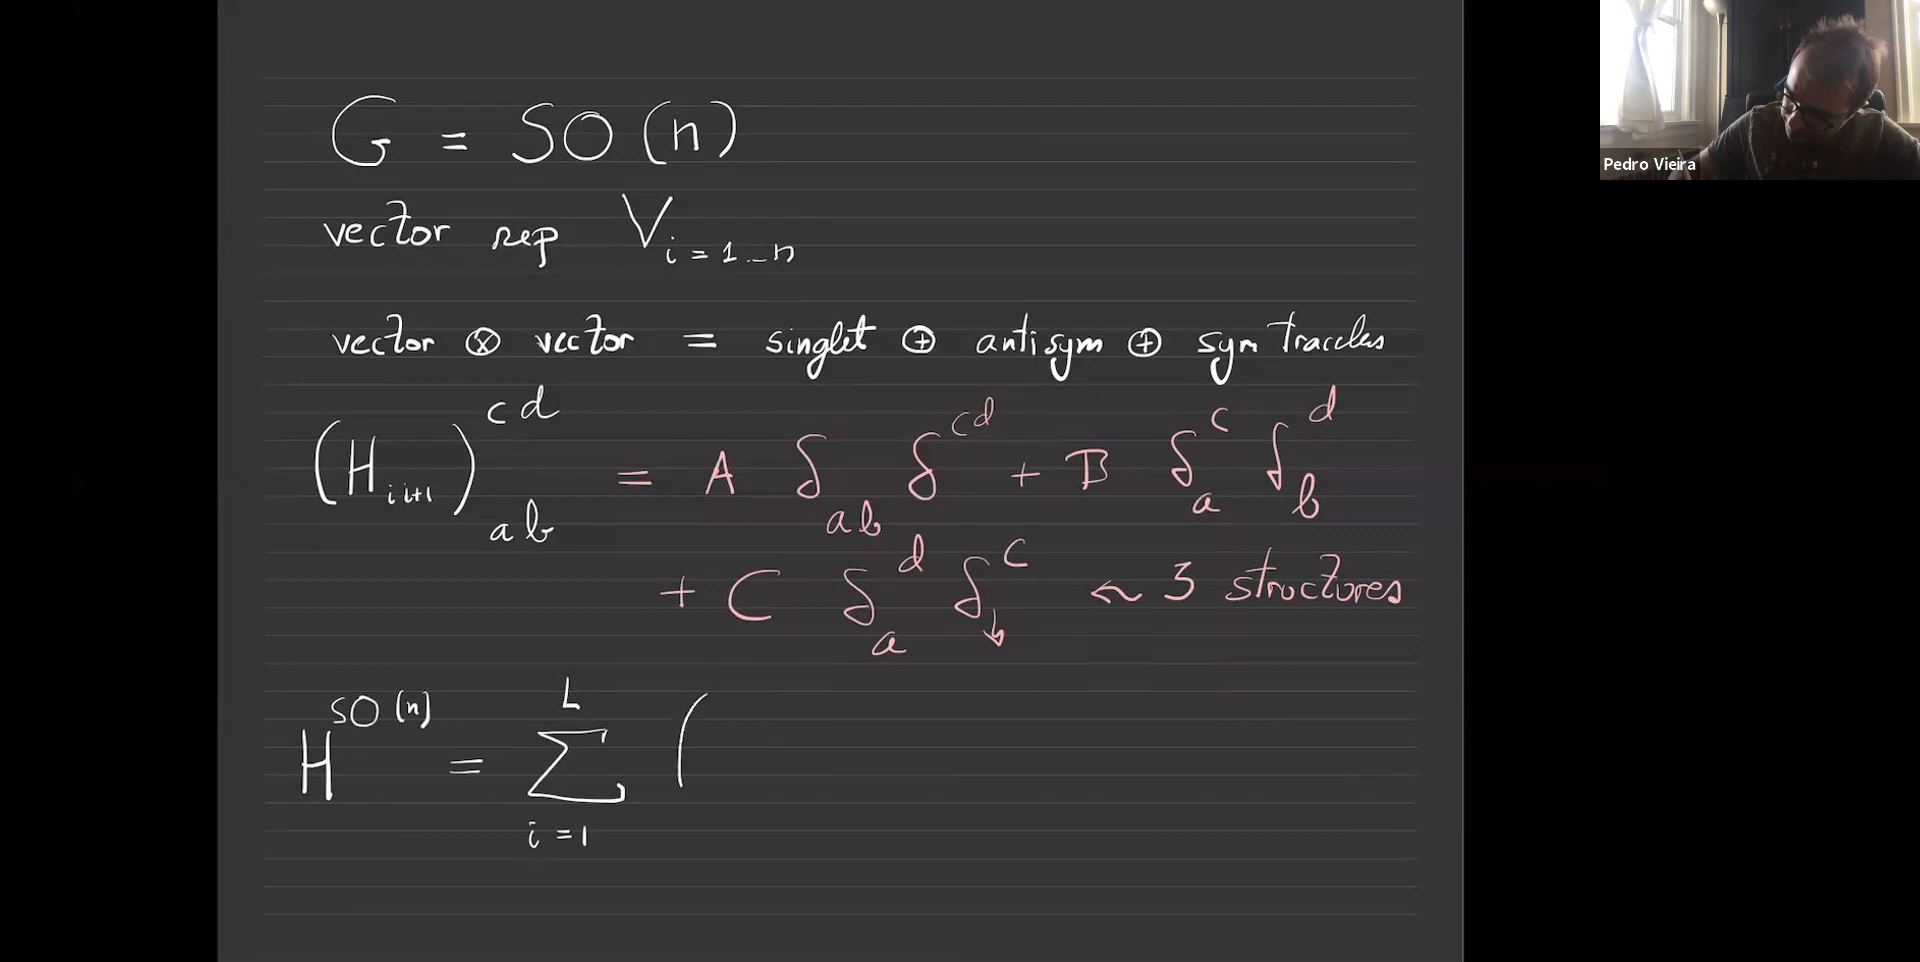 G = SO (n)
Pedro Vieira
vector rep V_{i = 1 ... n}
vector ⊗ vector = singlet ⊕ antisym ⊕ sym traceless
(H_{i i+1})_{ab}^{cd} = A δ_{ab} δ^{cd} + B δ_a^c δ_b^d
+ C δ_a^d δ_b^c ← 3 structures
H^{SO(n)} = ∑_{i=1}^{L} (